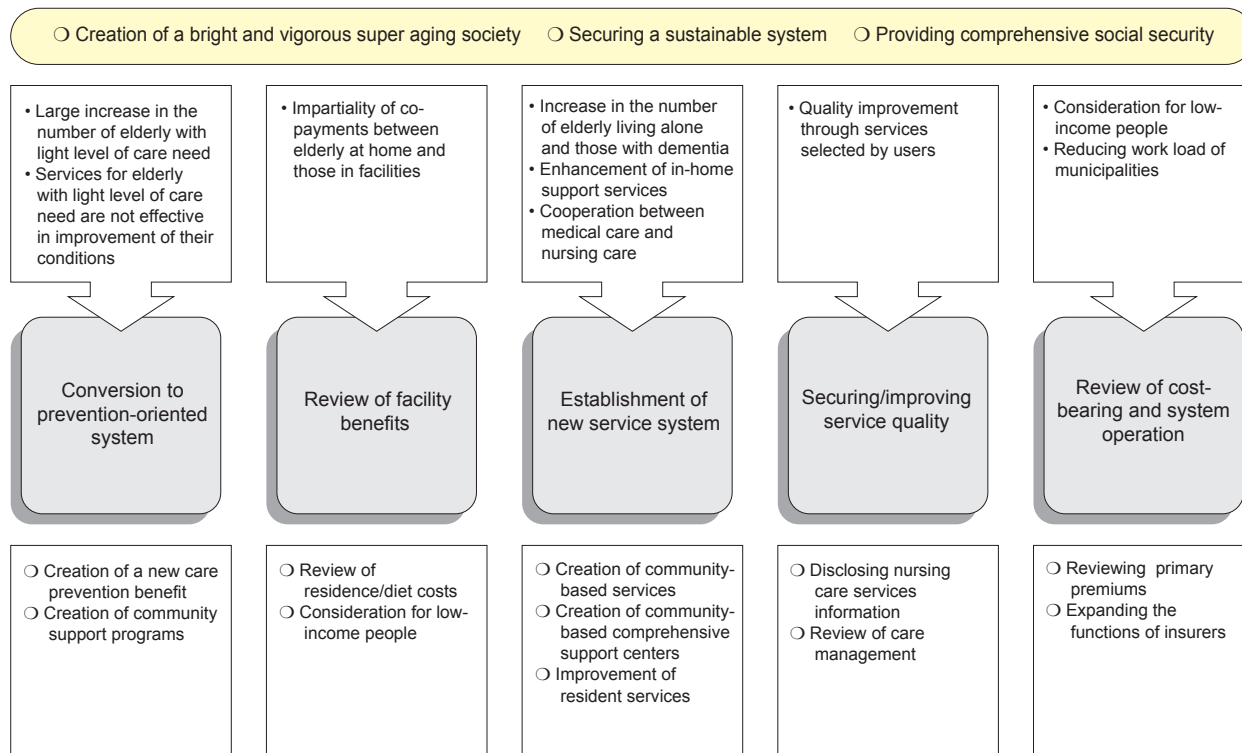 ❍ Creation of a bright and vigorous super aging society ❍ Securing a sustainable system ❍ Providing comprehensive social security
• Large increase in the
number of elderly with
light level of care need
• Services for elderly
with light level of care
need are not effective
in improvement of their
conditions
• Impartiality of co-
payments between
elderly at home and
those in facilities
• Increase in the number
of elderly living alone
and those with dementia
• Enhancement of in-home
support services
• Cooperation between
medical care and
nursing care
• Quality improvement
through services
selected by users
• Consideration for low-
income people
• Reducing work load of
municipalities
Conversion to
prevention-oriented
system
Review of facility
benefits
Establishment of
new service system
Securing/improving
service quality
Review of cost-
bearing and system
operation
❍ Creation of a new care
prevention benefit
❍ Creation of community
support programs
❍ Review of
residence/diet costs
❍ Consideration for low-
income people
❍ Creation of community-
based services
❍ Creation of community-
based comprehensive
support centers
❍ Improvement of
resident services
❍ Disclosing nursing
care services
information
❍ Review of care
management
❍ Reviewing primary
premiums
❍ Expanding the
functions of insurers